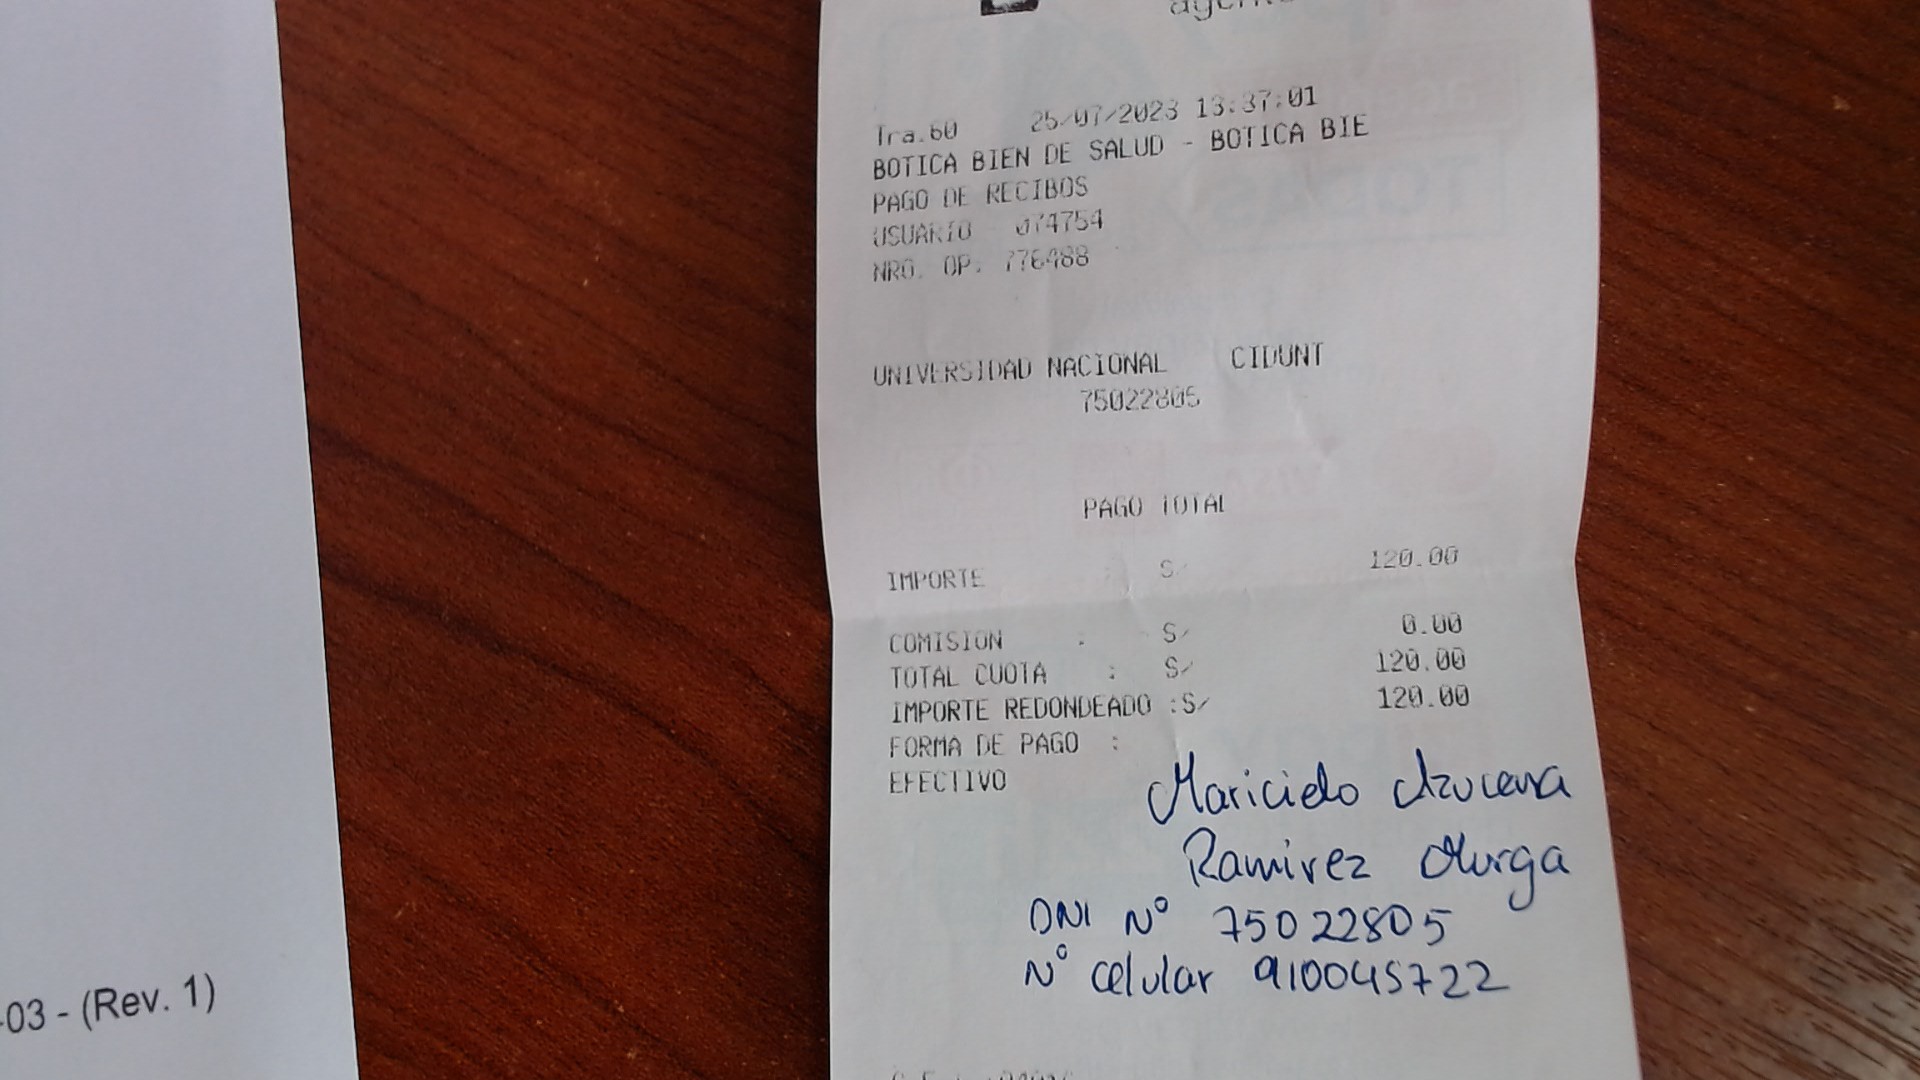 agente
Tra.60 25/07/2023 13:37:01
BOTICA BIEN DE SALUD - BOTICA BIE
PAGO DE RECIBOS
USUARIO 074754
NRO. OP. 776488
UNIVERSIDAD NACIONAL CIDUNT
75022805
PAGO TOTAL
IMPORTE : S/ 120.00
COMISION : S/ 0.00
TOTAL CUOTA : S/ 120.00
IMPORTE REDONDEADO :S/ 120.00
FORMA DE PAGO :
EFECTIVO
Maricielo Azucena
Ramirez Murga
DNI N° 75022805
N° celular 910045722
-03 - (Rev. 1)